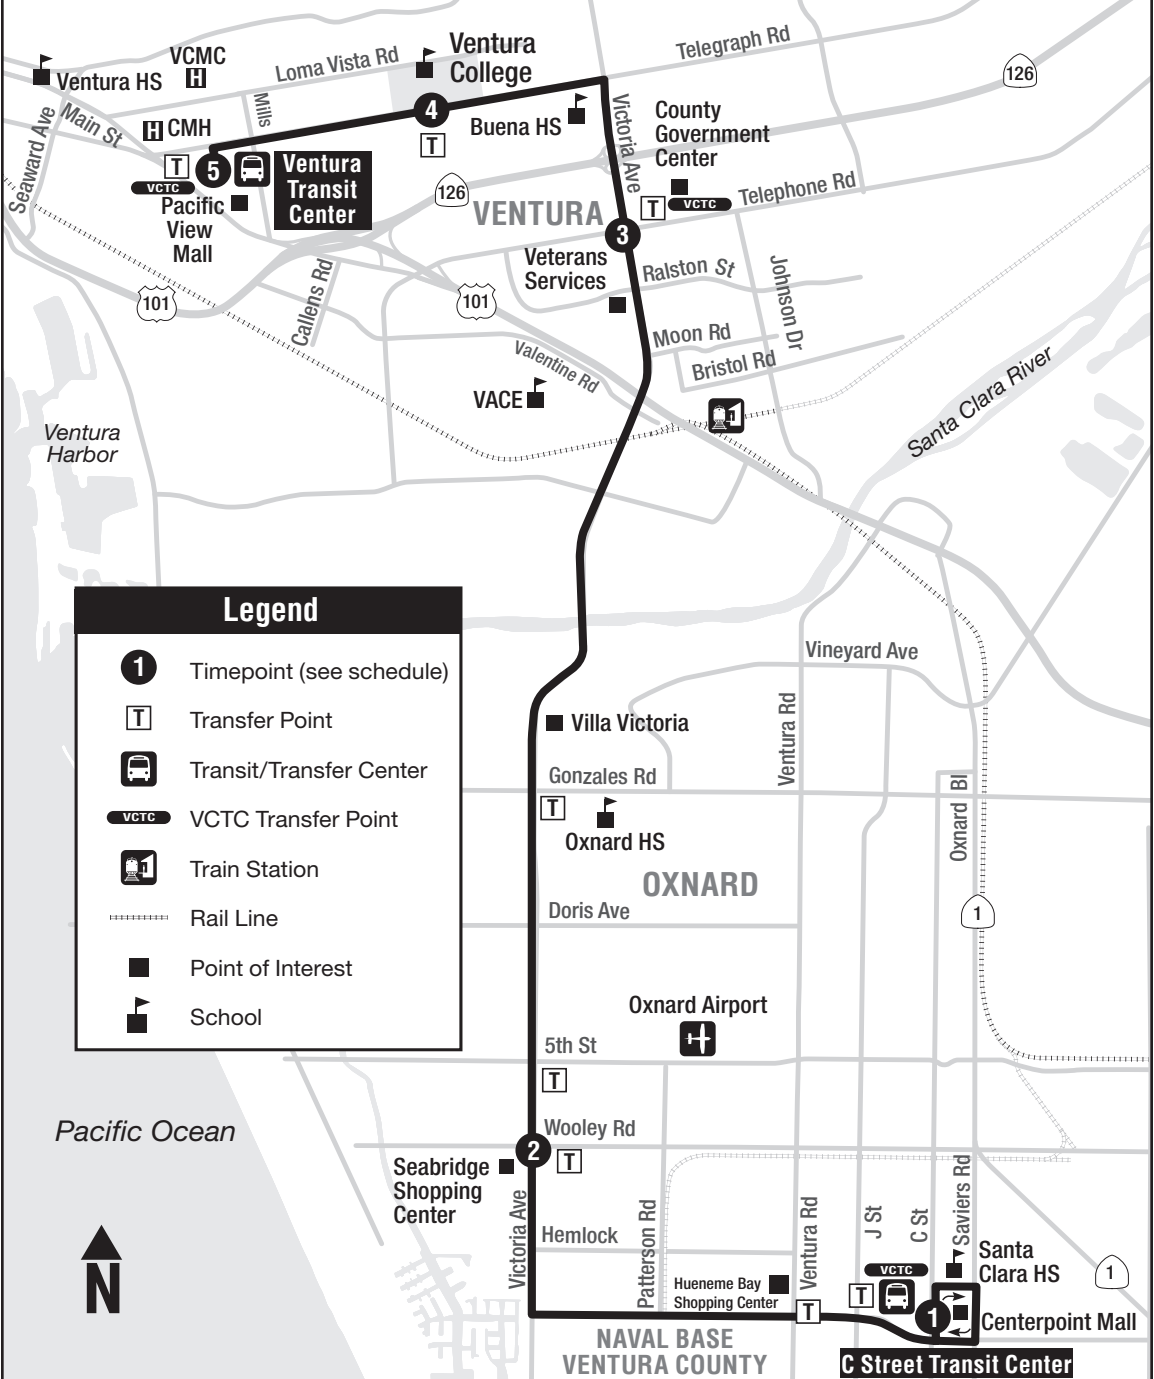 Ventura HS
VCMC
H
Loma Vista Rd
Ventura
College
Telegraph Rd
126
Seaward Ave
Main St
Mills
H CMH
4
T
Buena HS
Victoria Ave
County
Government
Center
T
VCTC
5
Ventura
Transit
Center
Pacific
View
Mall
126
VENTURA
T
VCTC
Telephone Rd
3
Veterans
Services
Ralston St
Johnson Dr
101
Callens Rd
101
Moon Rd
Bristol Rd
Valentine Rd
VACE
Santa Clara River
Ventura
Harbor
Legend
1 Timepoint (see schedule)
T Transfer Point
Transit/Transfer Center
VCTC VCTC Transfer Point
Train Station
Rail Line
Point of Interest
School
Vineyard Ave
Ventura Rd
Villa Victoria
Gonzales Rd
T
Oxnard HS
Oxnard Bl
OXNARD
Doris Ave
1
Oxnard Airport
5th St
T
Pacific Ocean
Wooley Rd
2
T
Seabridge
Shopping
Center
Victoria Ave
Hemlock
Patterson Rd
Ventura Rd
J St
C St
Saviers Rd
N
Hueneme Bay
Shopping Center
T
VCTC
T
Santa
Clara HS
1
1
Centerpoint Mall
NAVAL BASE
VENTURA COUNTY
C Street Transit Center